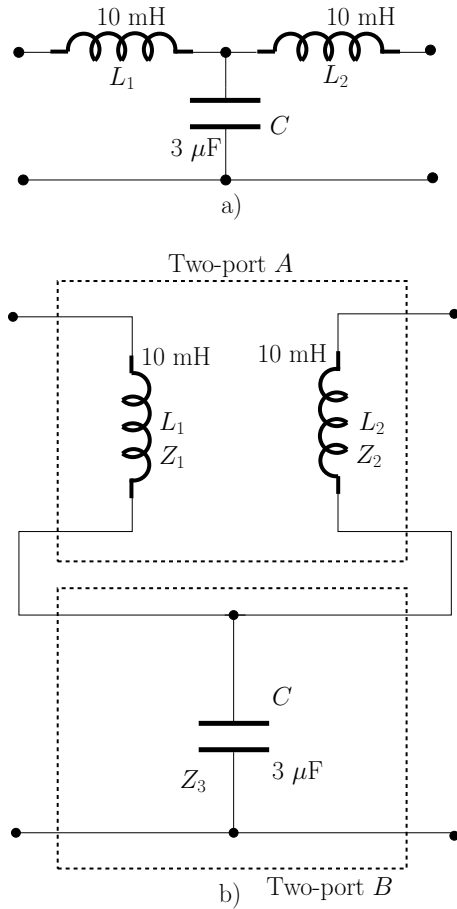 10 mH 10 mH
L₁ L₂
C
3 μF
a)
Two-port A
10 mH 10 mH
L₁ L₂
Z₁ Z₂
C
Z₃ 3 μF
b) Two-port B